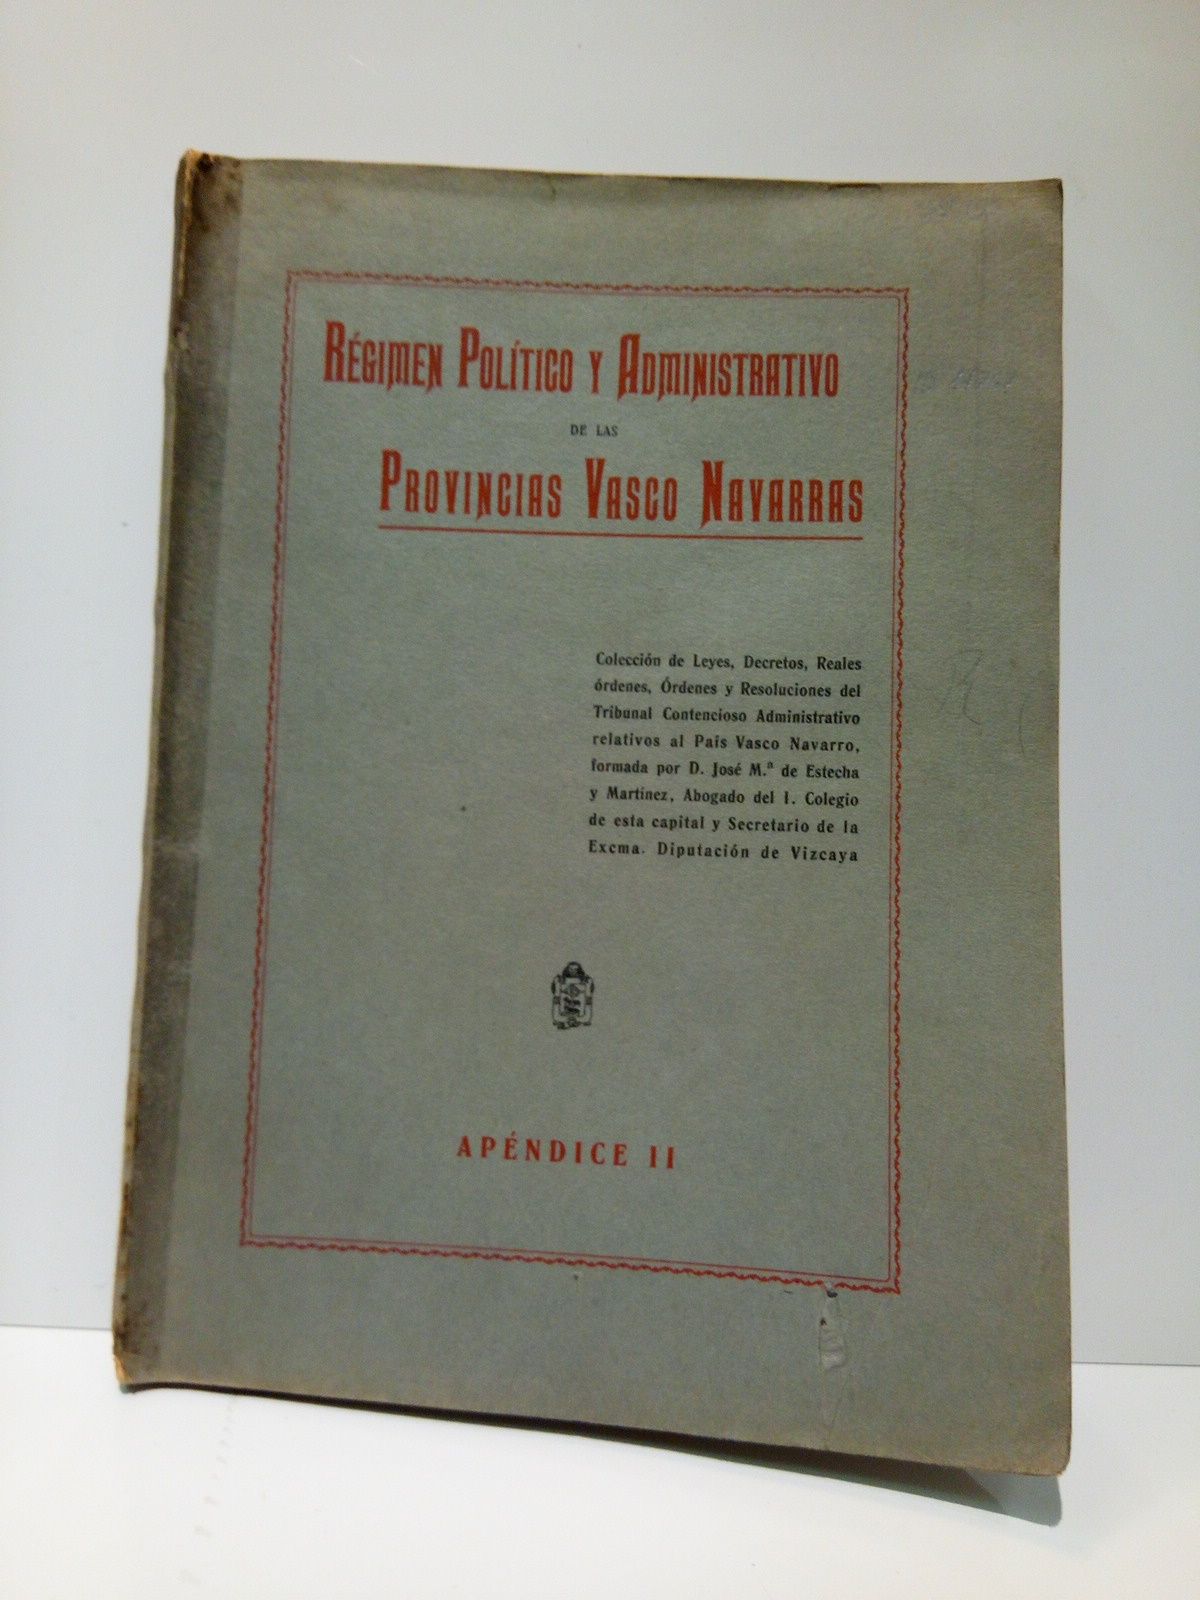 RÉGIMEN POLÍTICO Y ADMINISTRATIVO
DE LAS
PROVINCIAS VASCO NAVARRAS
Colección de Leyes, Decretos, Reales
órdenes, Órdenes y Resoluciones del
Tribunal Contencioso Administrativo
relativos al País Vasco Navarro,
formada por D. José M.ª de Estecha
y Martínez, Abogado del I. Colegio
de esta capital y Secretario de la
Excma. Diputación de Vizcaya
APÉNDICE II